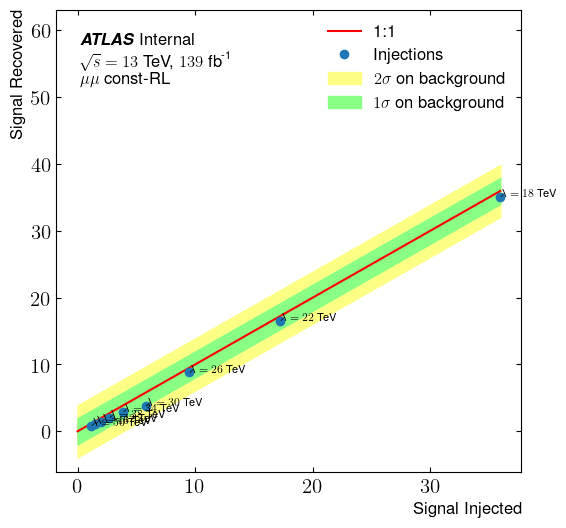 ATLAS Internal
√s = 13 TeV, 139 fb⁻¹
μμ const-RL
1:1
Injections
2σ on background
1σ on background
Signal Recovered
60
50
40
30
20
10
0
λ = 18 TeV
λ = 22 TeV
λ = 26 TeV
λ = 30 TeV
0
10
20
30
Signal Injected